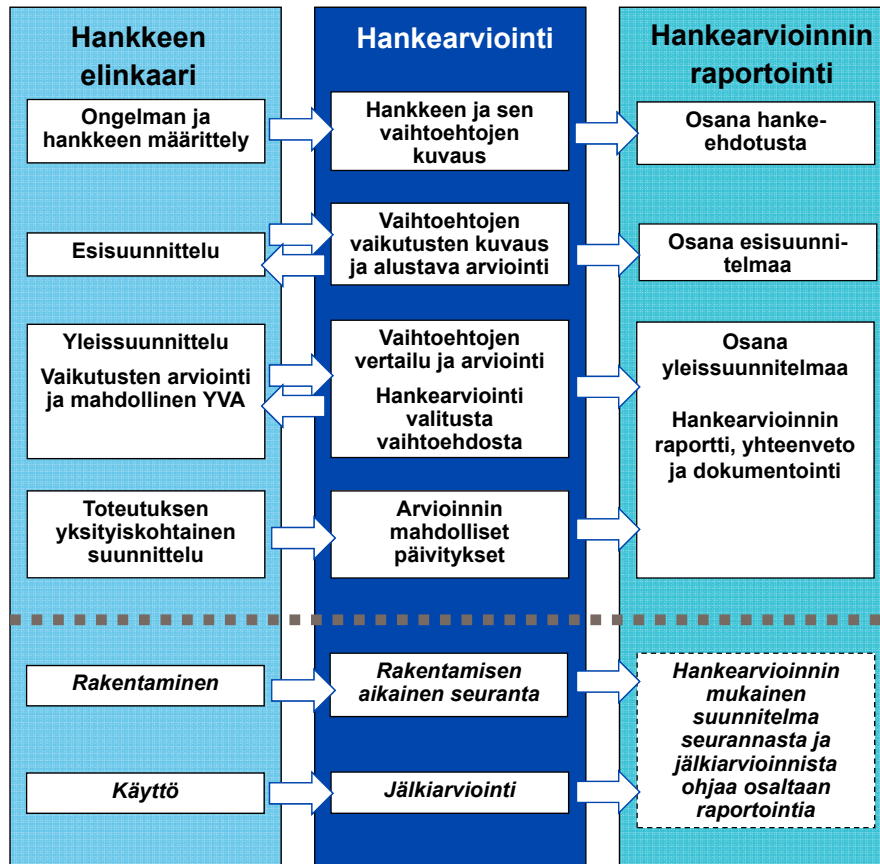 Hankkeen
elinkaari
Hankearviointi
Hankearvioinnin
raportointi
Ongelman ja
hankkeen määrittely
Hankkeen ja sen
vaihtoehtojen
kuvaus
Osana hanke-
ehdotusta
Esisuunnittelu
Vaihtoehtojen
vaikutusten kuvaus
ja alustava arviointi
Osana esisuunni-
telmaa
Yleissuunnittelu
Vaikutusten arviointi
ja mahdollinen YVA
Vaihtoehtojen
vertailu ja arviointi
Hankearviointi
valitusta
vaihtoehdosta
Osana
yleissuunnitelmaa
Hankearvioinnin
raportti, yhteenveto
ja dokumentointi
Toteutuksen
yksityiskohtainen
suunnittelu
Arvioinnin
mahdolliset
päivitykset
Rakentaminen
Rakentamisen
aikainen seuranta
Hankearvioinnin
mukainen
suunnitelma
seurannasta ja
jälkiarvioinnista
ohjaa osaltaan
raportointia
Käyttö
Jälkiarviointi